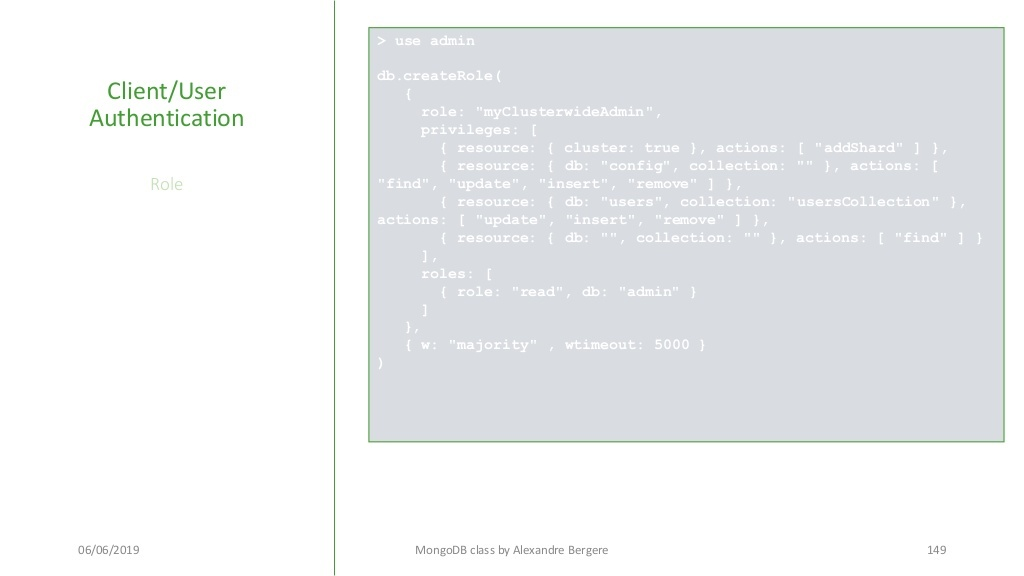 Client/User
Authentication
Role
> use admin
db.createRole(
{
role: "myClusterwideAdmin",
privileges: [
{ resource: { cluster: true }, actions: [ "addShard" ] },
{ resource: { db: "config", collection: "" }, actions: [
"find", "update", "insert", "remove" ] },
{ resource: { db: "users", collection: "usersCollection" },
actions: [ "update", "insert", "remove" ] },
{ resource: { db: "", collection: "" }, actions: [ "find" ] }
],
roles: [
{ role: "read", db: "admin" }
]
},
{ w: "majority" , wtimeout: 5000 }
)
06/06/2019
MongoDB class by Alexandre Bergere
149